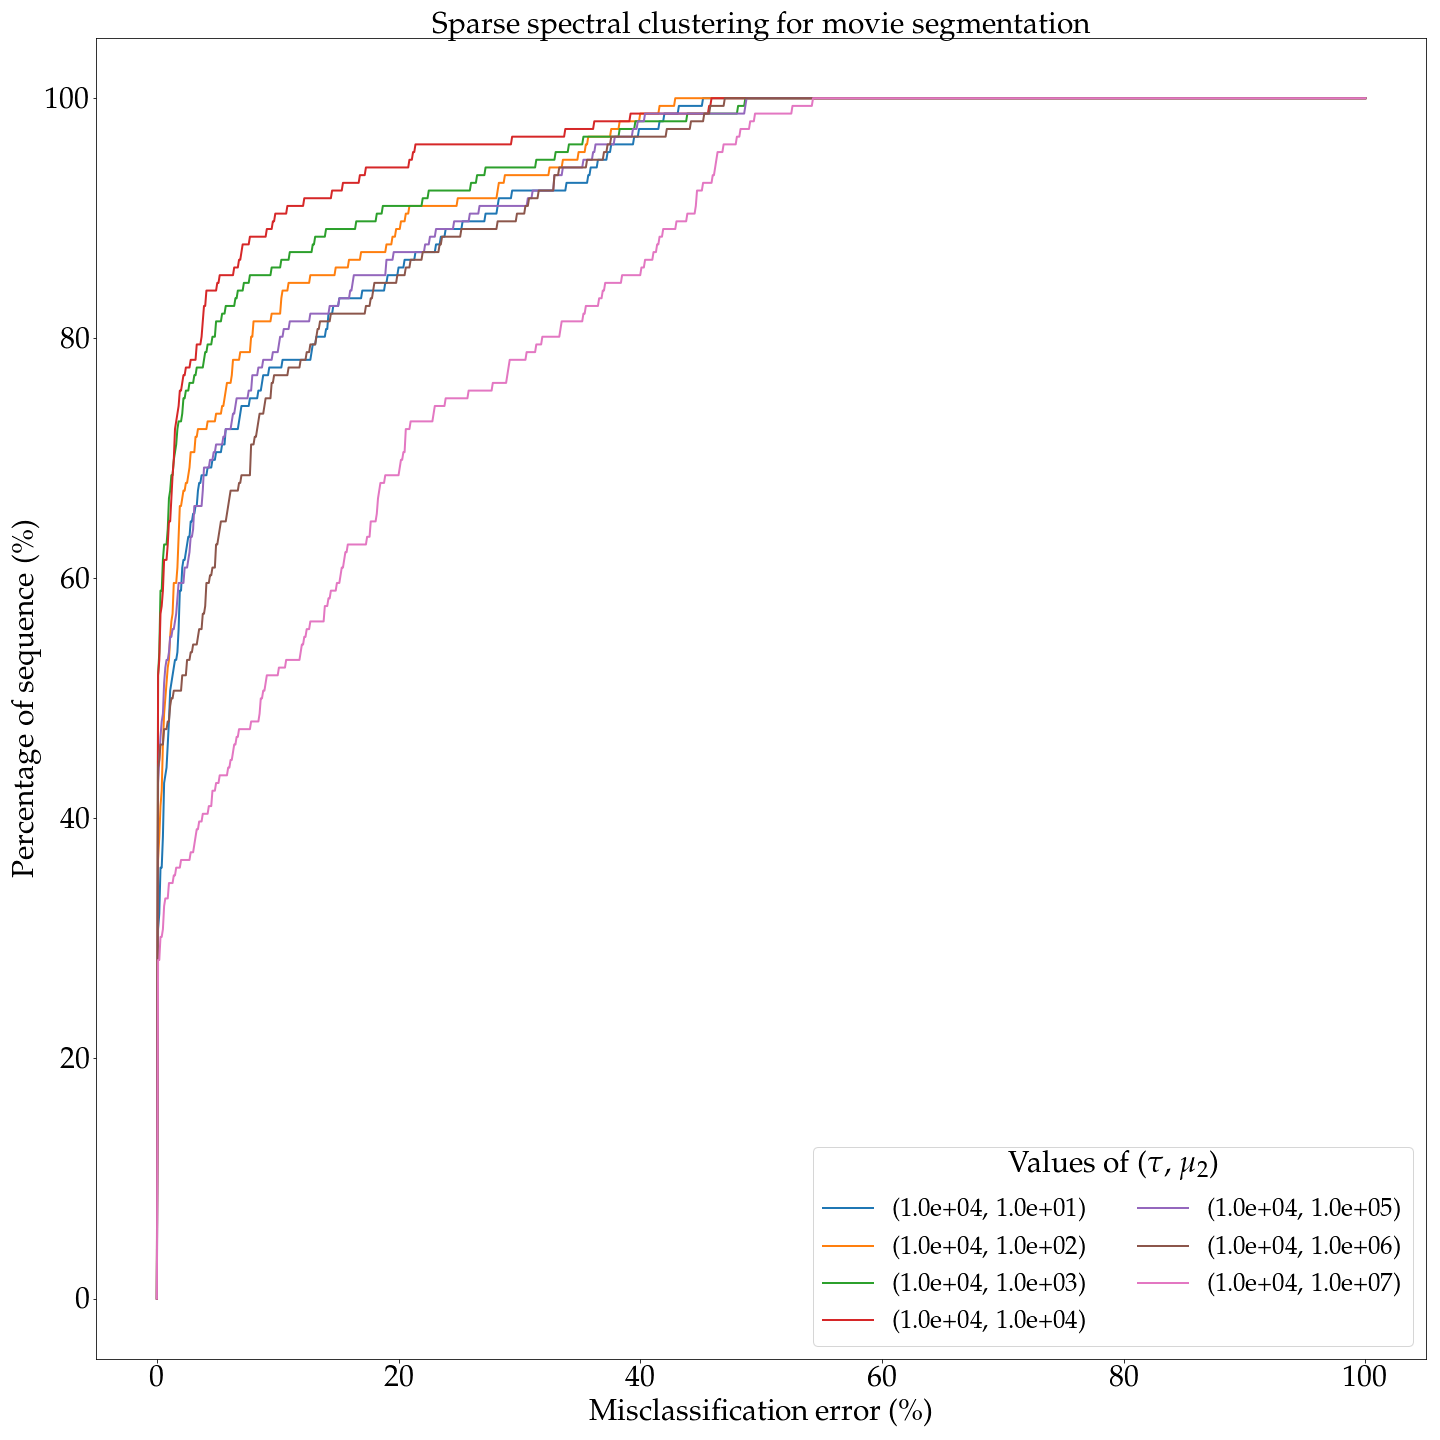 Sparse spectral clustering for movie segmentation
Percentage of sequence (%)
100
80
60
40
20
0
0 20 40 60 80 100
Misclassification error (%)
Values of (τ, μ₂)
(1.0e+04, 1.0e+01)
(1.0e+04, 1.0e+02)
(1.0e+04, 1.0e+03)
(1.0e+04, 1.0e+04)
(1.0e+04, 1.0e+05)
(1.0e+04, 1.0e+06)
(1.0e+04, 1.0e+07)